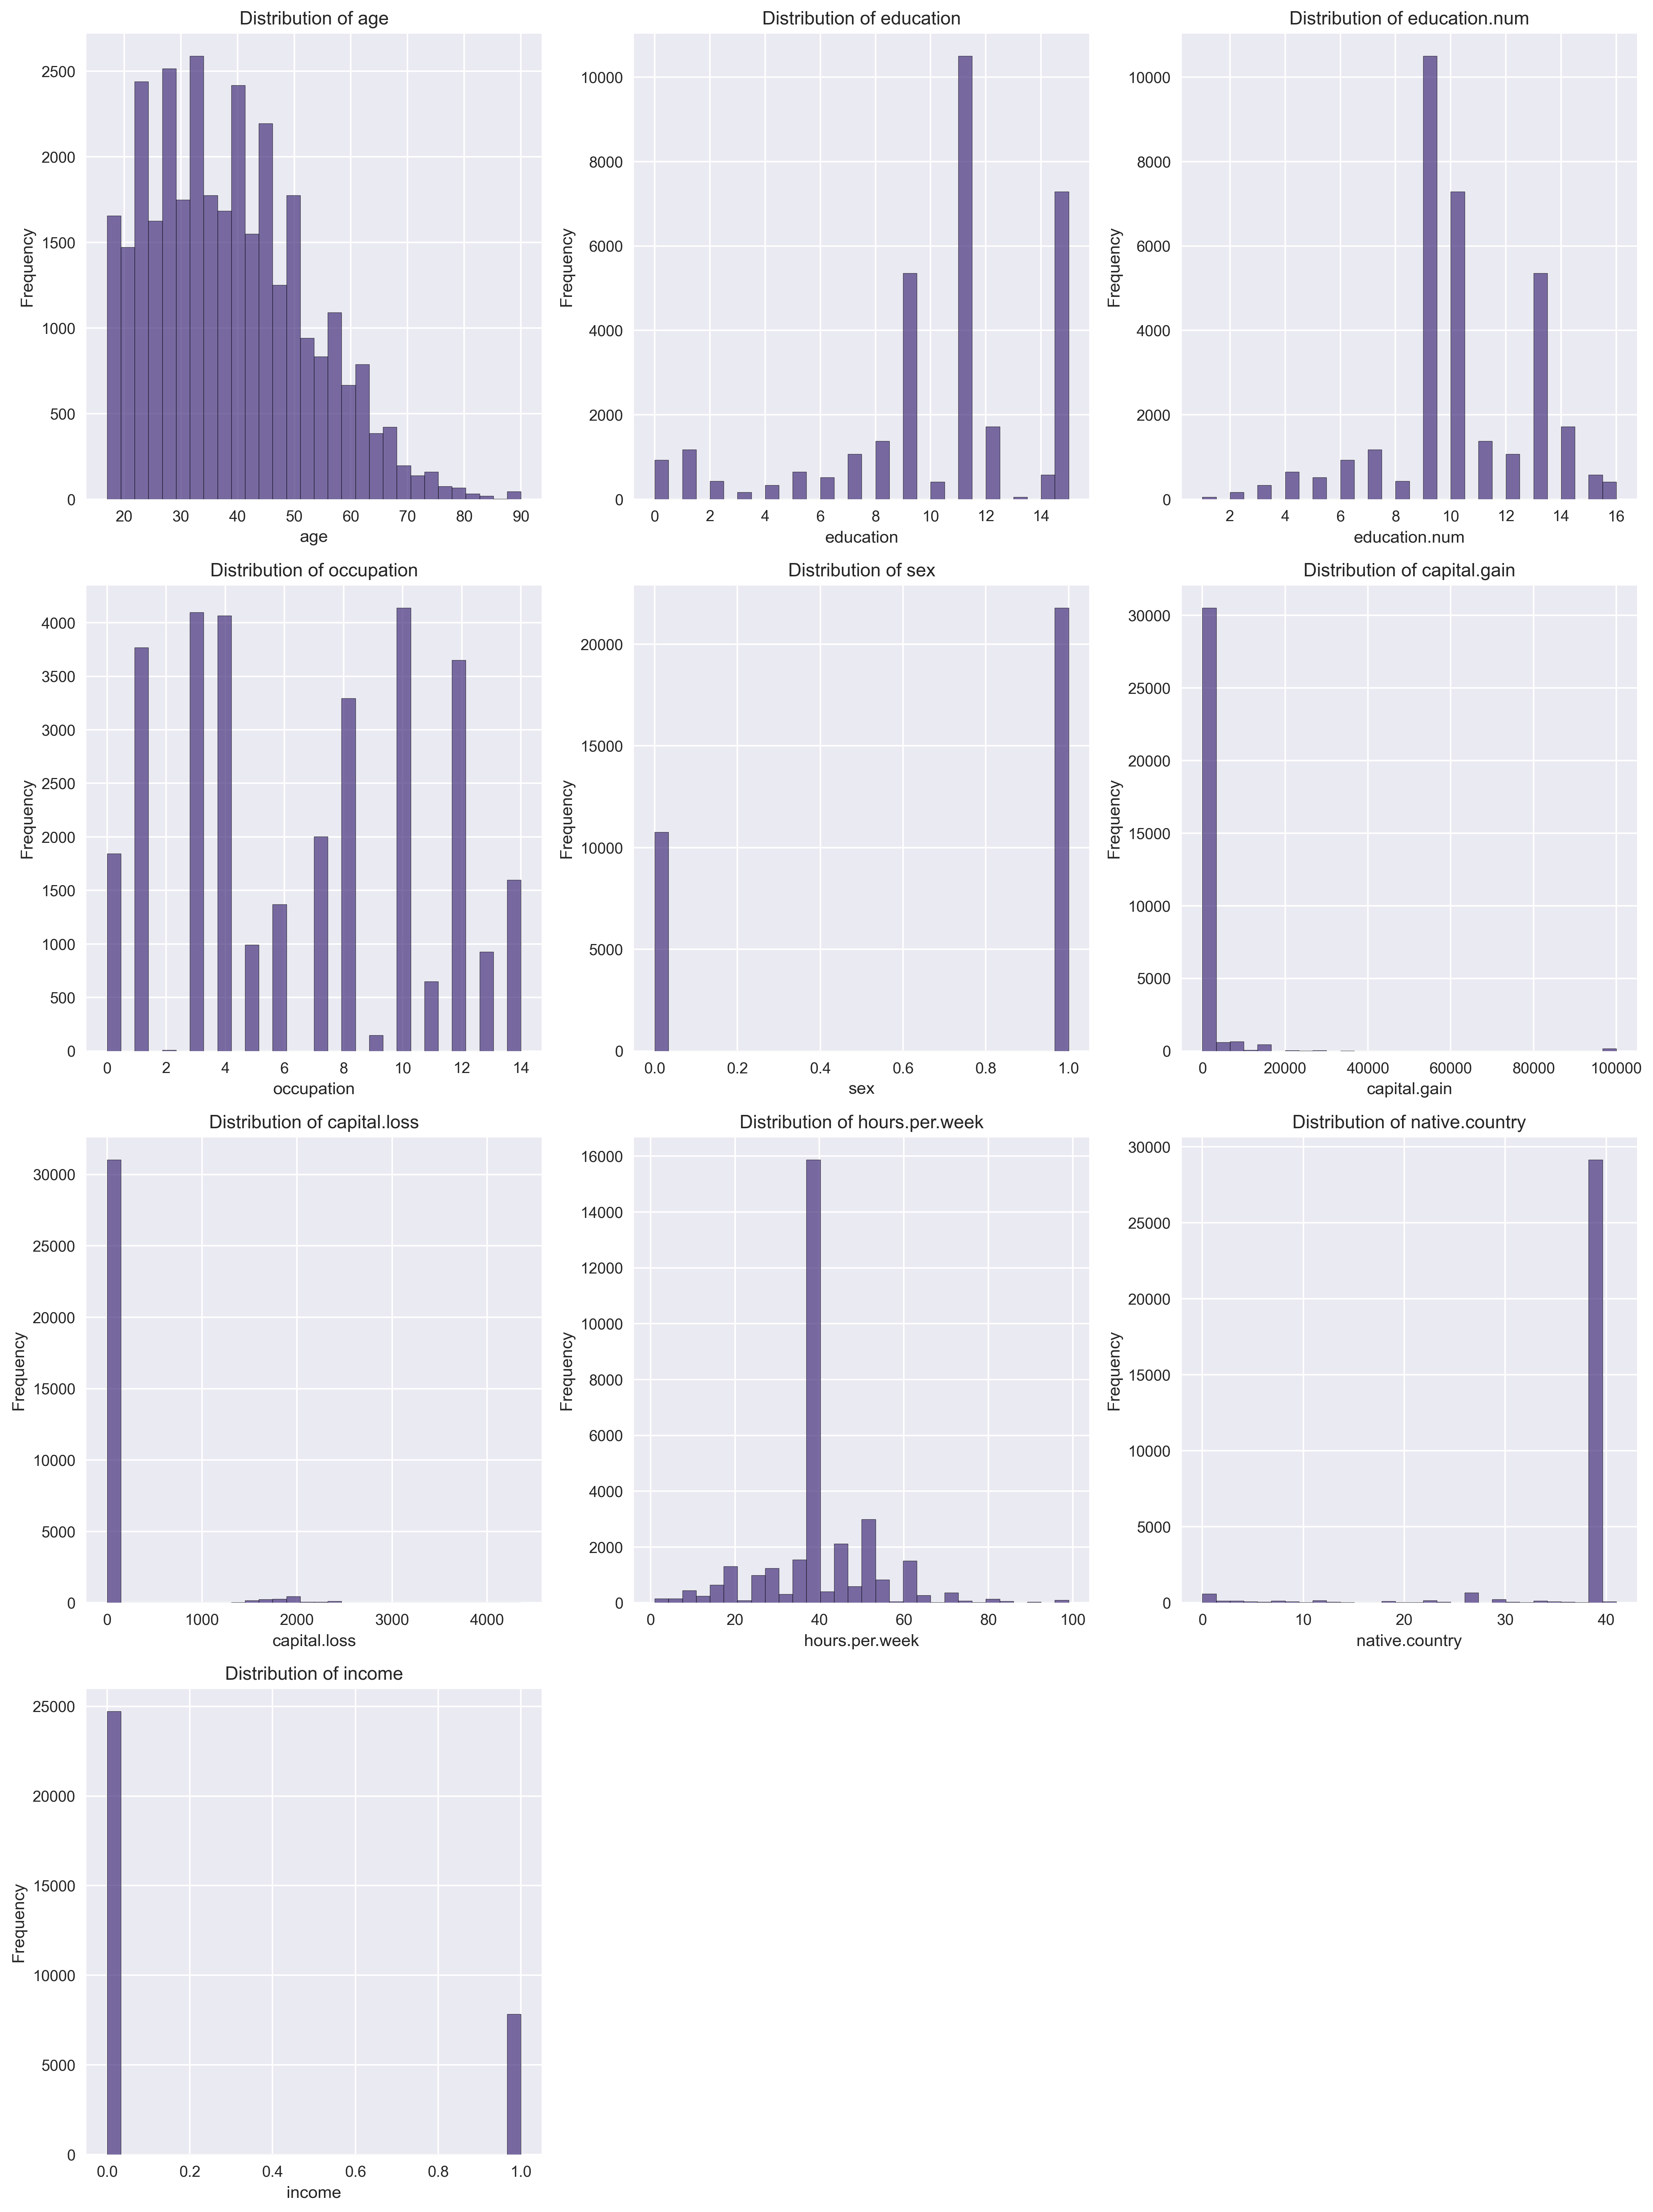 Distribution of age
2500
2000
1500
1000
500
0
Frequency
20 30 40 50 60 70 80 90
age
Distribution of education
10000
8000
6000
4000
2000
0
Frequency
0 2 4 6 8 10 12 14
education
Distribution of education.num
10000
8000
6000
4000
2000
0
Frequency
2 4 6 8 10 12 14 16
education.num
Distribution of occupation
4000
3500
3000
2500
2000
1500
1000
500
0
Frequency
0 2 4 6 8 10 12 14
occupation
Distribution of sex
20000
15000
10000
5000
0
Frequency
0.0 0.2 0.4 0.6 0.8 1.0
sex
Distribution of capital.gain
30000
25000
20000
15000
10000
5000
0
Frequency
0 20000 40000 60000 80000 100000
capital.gain
Distribution of capital.loss
30000
25000
20000
15000
10000
5000
0
Frequency
0 1000 2000 3000 4000
capital.loss
Distribution of hours.per.week
16000
14000
12000
10000
8000
6000
4000
2000
0
Frequency
0 20 40 60 80 100
hours.per.week
Distribution of native.country
30000
25000
20000
15000
10000
5000
0
Frequency
0 10 20 30 40
native.country
Distribution of income
25000
20000
15000
10000
5000
0
Frequency
0.0 0.2 0.4 0.6 0.8 1.0
income